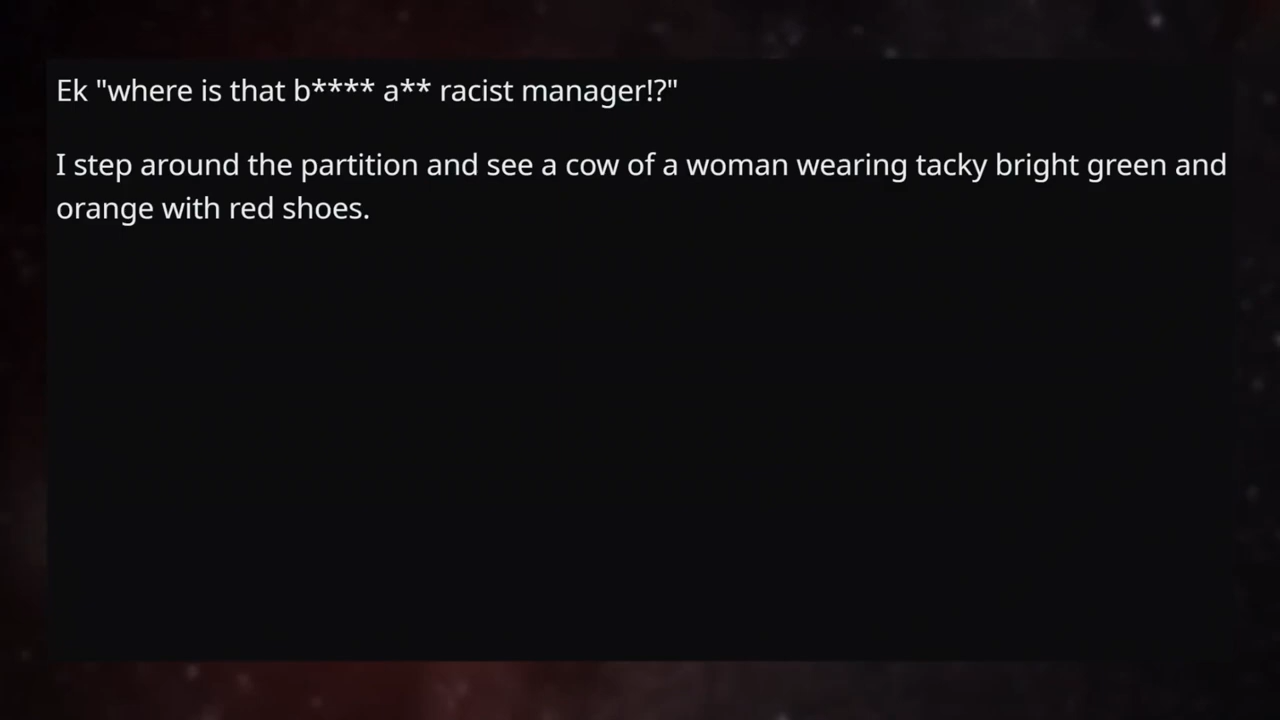 Ek "where is that b**** a** racist manager!?"
I step around the partition and see a cow of a woman wearing tacky bright green and
orange with red shoes.